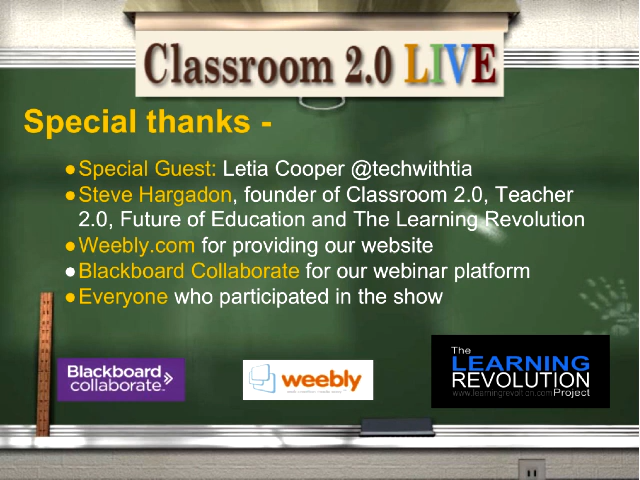 Classroom 2.0 LIVE
Special thanks -
●Special Guest: Letia Cooper @techwithtia
●Steve Hargadon, founder of Classroom 2.0, Teacher
2.0, Future of Education and The Learning Revolution
●Weebly.com for providing our website
●Blackboard Collaborate for our webinar platform
●Everyone who participated in the show
Blackboard
collaborate™
weebly
The
LEARNING
REVOLUTION
Project